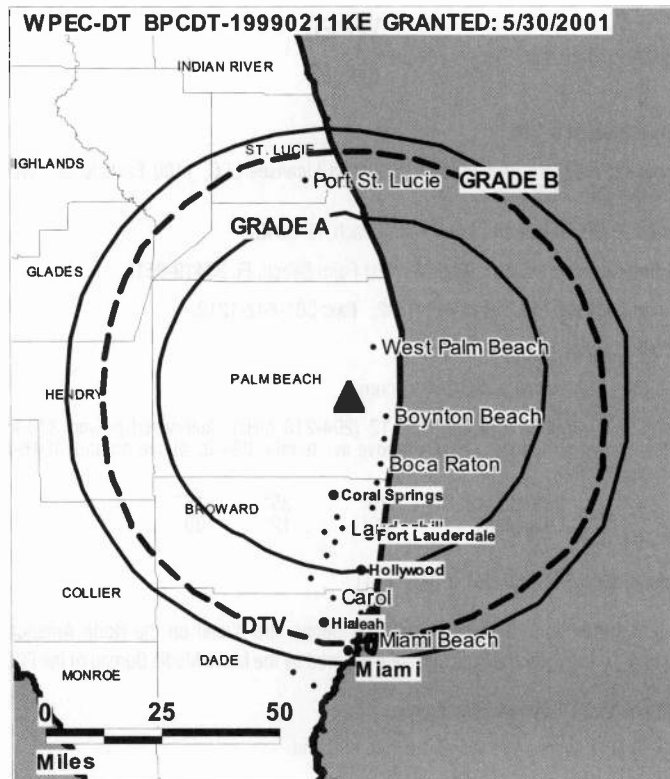 WPEC-DT BPCDT-19990211KE GRANTED: 5/30/2001
INDIAN RIVER
ST. LUCIE
HIGHLANDS
Port St. Lucie
GRADE B
GRADE A
GLADES
West Palm Beach
PALM BEACH
HENDRY
Boynton Beach
Boca Raton
Coral Springs
BROWARD
Lauderhill
Fort Lauderdale
Hollywood
COLLIER
Carol
DTV
Hialeah
Miami Beach
DADE
Miami
MONROE
0 25 50
Miles